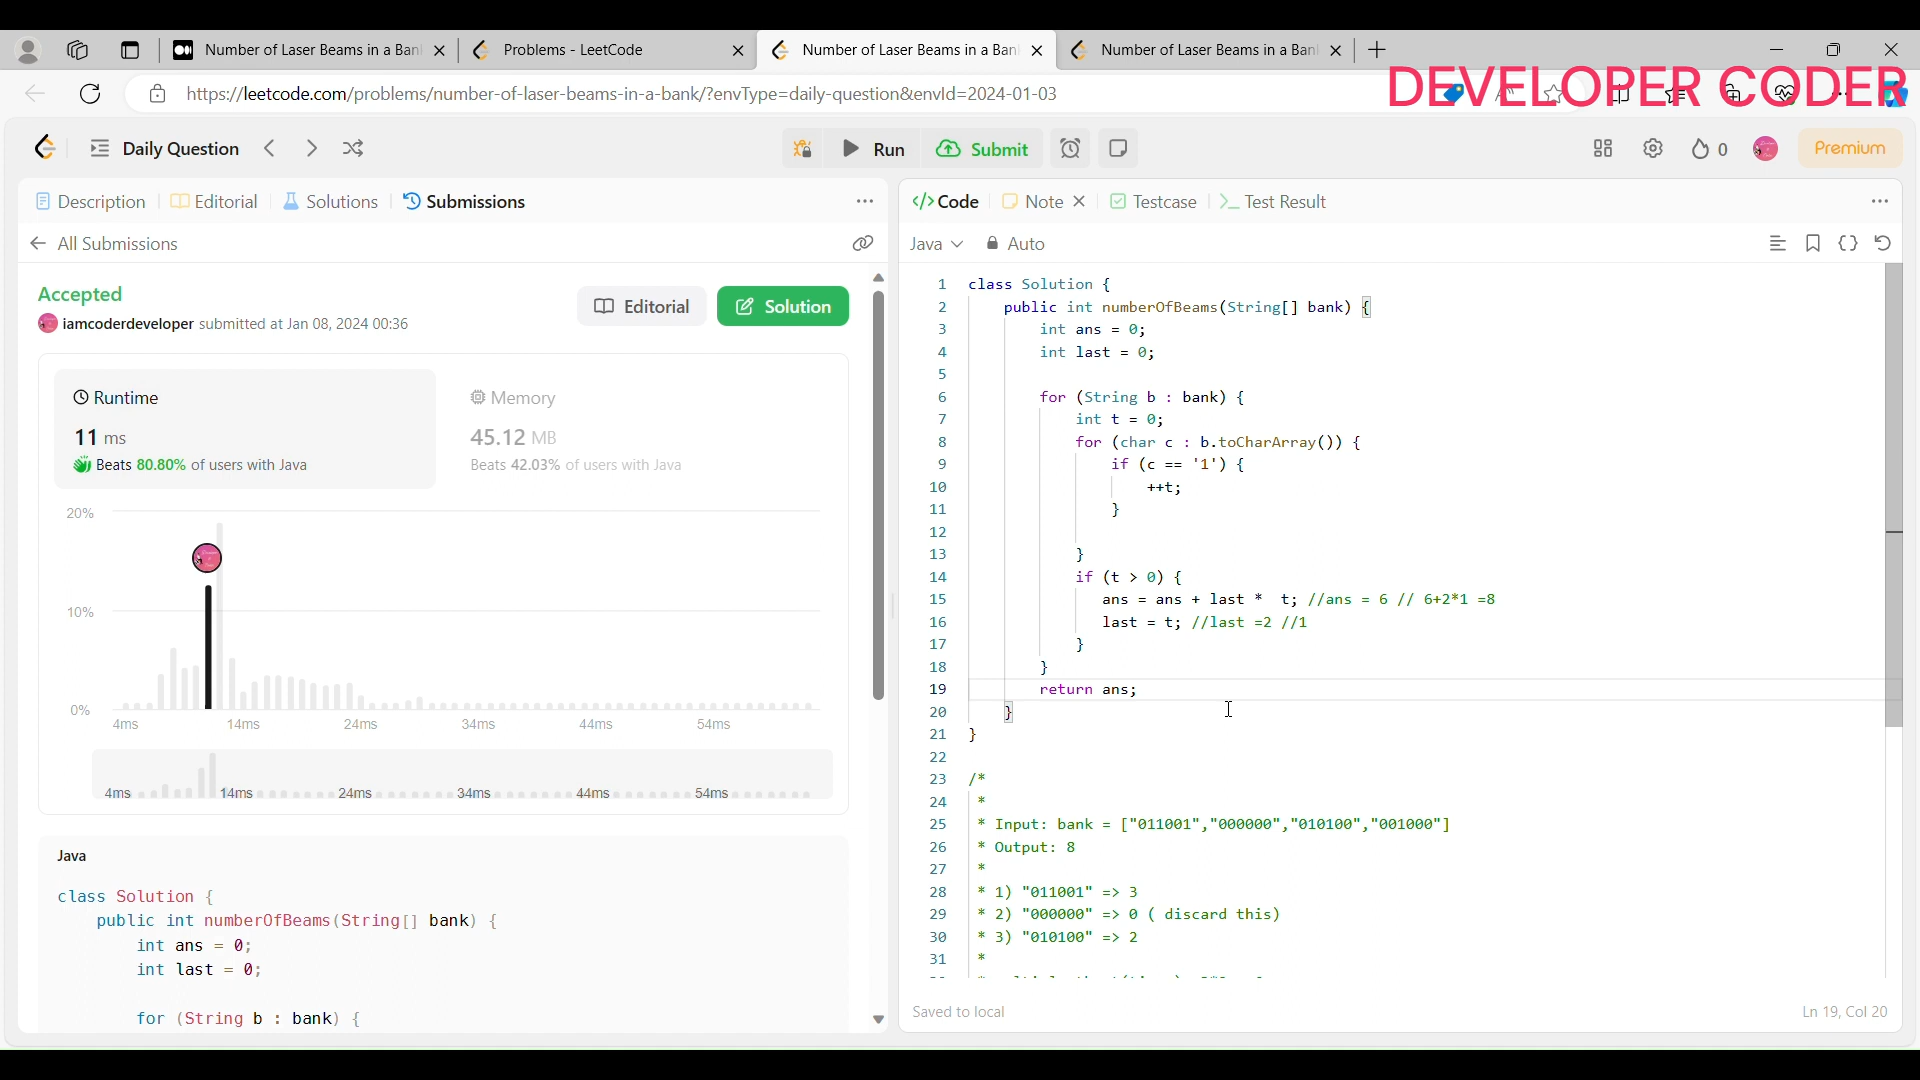 Number of Laser Beams in a Ban
Problems - LeetCode
Number of Laser Beams in a Ban
Number of Laser Beams in a Ban
https://leetcode.com/problems/number-of-laser-beams-in-a-bank/?envType=daily-question&envId=2024-01-03
DEVELOPER CODER
Daily Question
Run
Submit
0
Premium
Description
Editorial
Solutions
Submissions
All Submissions
Accepted
Editorial
Solution
iamcoderdeveloper submitted at Jan 08, 2024 00:36
Runtime
11 ms
Beats 80.80% of users with Java
Memory
45.12 MB
Beats 42.03% of users with Java
20%
10%
0%
4ms 14ms 24ms 34ms 44ms 54ms
4ms 14ms 24ms 34ms 44ms 54ms
Java
class Solution {
public int numberOfBeams(String[] bank) {
int ans = 0;
int last = 0;
for (String b : bank) {
</> Code
Note
Testcase
Test Result
Java
Auto
1 class Solution {
2 public int numberOfBeams(String[] bank) {
3 int ans = 0;
4 int last = 0;
5
6 for (String b : bank) {
7 int t = 0;
8 for (char c : b.toCharArray()) {
9 if (c == '1') {
10 ++t;
11 }
12
13 }
14 if (t > 0) {
15 ans = ans + last * t; //ans = 6 // 6+2*1 =8
16 last = t; //last =2 //1
17 }
18 }
19 return ans;
20 }
21 }
22
23 /*
24 *
25 * Input: bank = ["011001","000000","010100","001000"]
26 * Output: 8
27 *
28 * 1) "011001" => 3
29 * 2) "000000" => 0 ( discard this)
30 * 3) "010100" => 2
31 *
Saved to local
Ln 19, Col 20